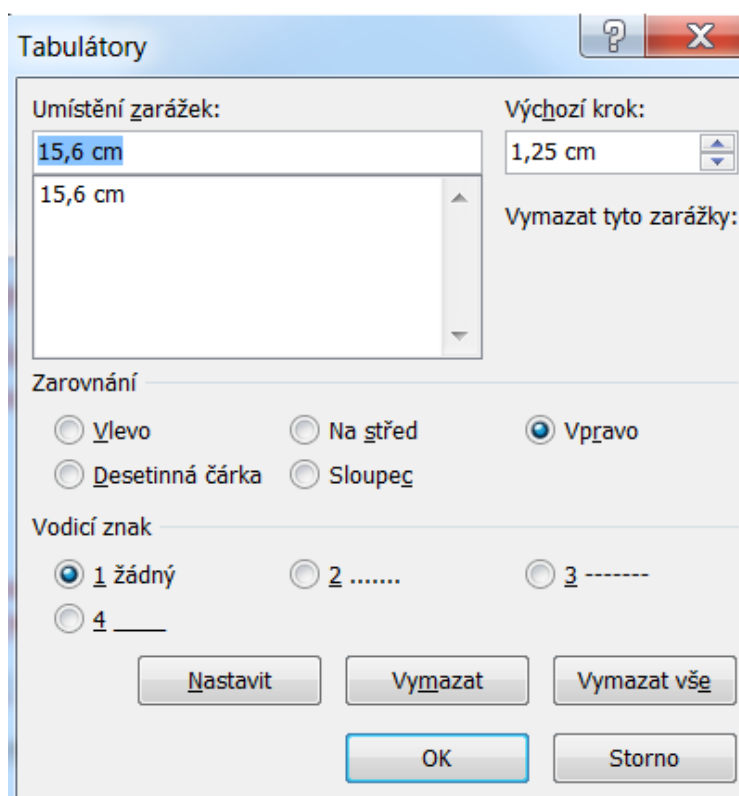 Tabulátory
Umístění zarážek:
Výchozí krok:
15,6 cm
1,25 cm
15,6 cm
Vymazat tyto zarážky:
Zarovnání
Vlevo
Na střed
Vpravo
Desetinná čárka
Sloupec
Vodicí znak
1 žádný
2 .......
3 -------
4 ____
Nastavit
Vymazat
Vymazat vše
OK
Storno